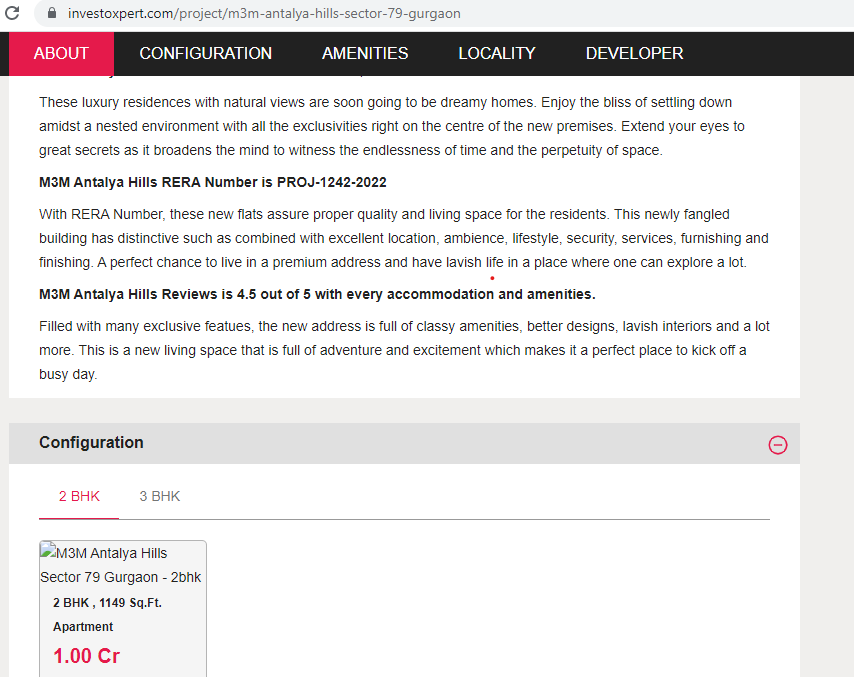 investoxpert.com/project/m3m-antalya-hills-sector-79-gurgaon
ABOUT CONFIGURATION AMENITIES LOCALITY DEVELOPER
These luxury residences with natural views are soon going to be dreamy homes. Enjoy the bliss of settling down
amidst a nested environment with all the exclusivities right on the centre of the new premises. Extend your eyes to
great secrets as it broadens the mind to witness the endlessness of time and the perpetuity of space.
M3M Antalya Hills RERA Number is PROJ-1242-2022
With RERA Number, these new flats assure proper quality and living space for the residents. This newly fangled
building has distinctive such as combined with excellent location, ambience, lifestyle, security, services, furnishing and
finishing. A perfect chance to live in a premium address and have lavish life in a place where one can explore a lot.
M3M Antalya Hills Reviews is 4.5 out of 5 with every accommodation and amenities.
Filled with many exclusive featues, the new address is full of classy amenities, better designs, lavish interiors and a lot
more. This is a new living space that is full of adventure and excitement which makes it a perfect place to kick off a
busy day.
Configuration
2 BHK 3 BHK
M3M Antalya Hills
Sector 79 Gurgaon - 2bhk
2 BHK , 1149 Sq.Ft.
Apartment
1.00 Cr